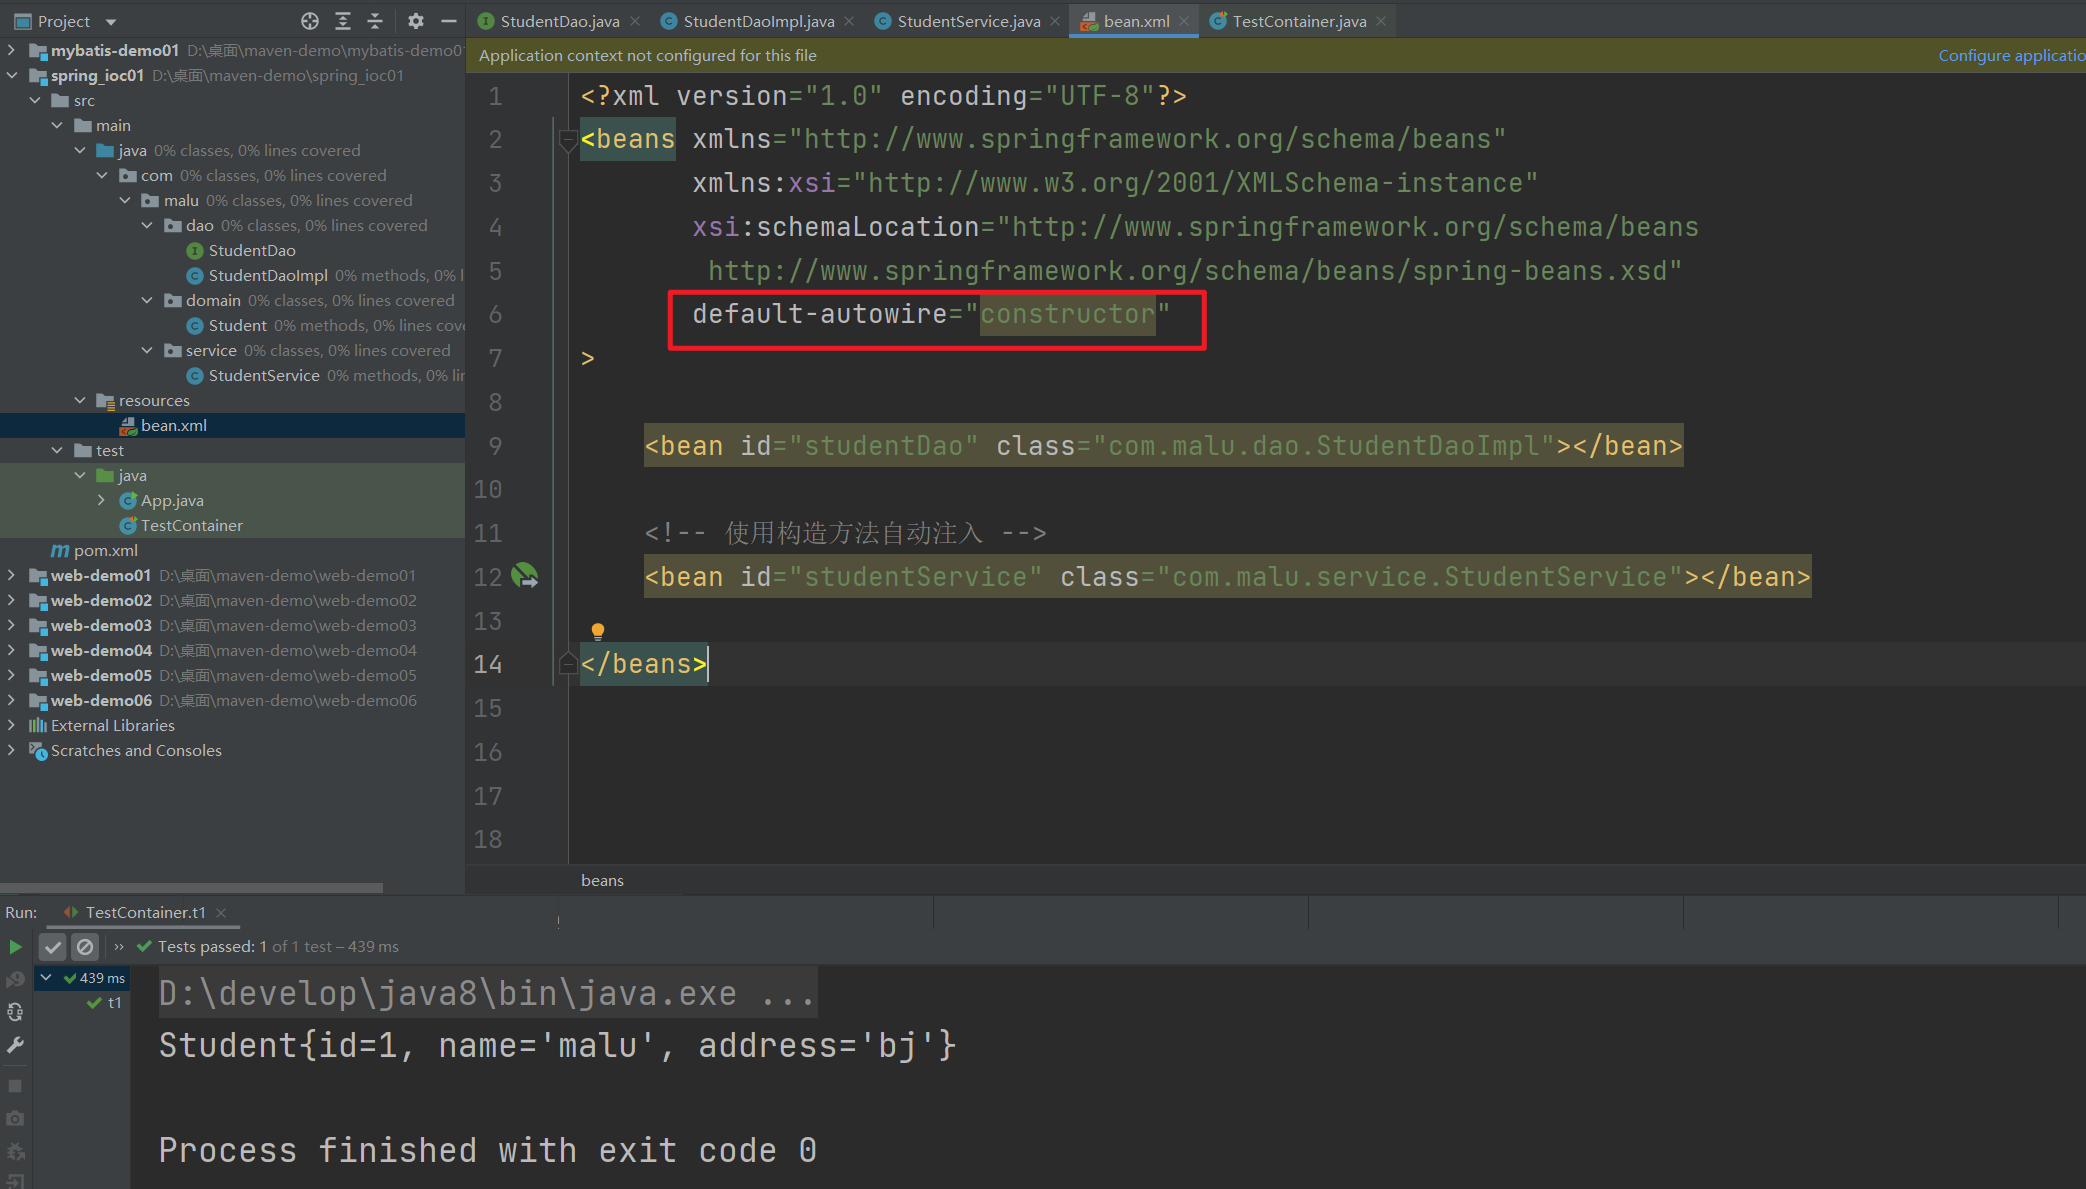 Project
mybatis-demo01 D:\桌面\maven-demo\mybatis-demo01
spring_ioc01 D:\桌面\maven-demo\spring_ioc01
src
main
java 0% classes, 0% lines covered
com 0% classes, 0% lines covered
malu 0% classes, 0% lines covered
dao 0% classes, 0% lines covered
StudentDao
StudentDaoImpl 0% methods, 0% l
domain 0% classes, 0% lines covered
Student 0% methods, 0% lines cov
service 0% classes, 0% lines covered
StudentService 0% methods, 0% lin
resources
bean.xml
test
java
App.java
TestContainer
pom.xml
web-demo01 D:\桌面\maven-demo\web-demo01
web-demo02 D:\桌面\maven-demo\web-demo02
web-demo03 D:\桌面\maven-demo\web-demo03
web-demo04 D:\桌面\maven-demo\web-demo04
web-demo05 D:\桌面\maven-demo\web-demo05
web-demo06 D:\桌面\maven-demo\web-demo06
External Libraries
Scratches and Consoles
StudentDao.java StudentDaoImpl.java StudentService.java bean.xml TestContainer.java
Application context not configured for this file Configure applicatio
1 <?xml version="1.0" encoding="UTF-8"?>
2 <beans xmlns="http://www.springframework.org/schema/beans"
3 xmlns:xsi="http://www.w3.org/2001/XMLSchema-instance"
4 xsi:schemaLocation="http://www.springframework.org/schema/beans
5 http://www.springframework.org/schema/beans/spring-beans.xsd"
6 default-autowire="constructor"
7 >
8
9 <bean id="studentDao" class="com.malu.dao.StudentDaoImpl"></bean>
10
11 <!-- 使用构造方法自动注入 -->
12 <bean id="studentService" class="com.malu.service.StudentService"></bean>
13
14 </beans>
15
16
17
18
beans
Run: TestContainer.t1
Tests passed: 1 of 1 test – 439 ms
439 ms
t1
D:\develop\java8\bin\java.exe ...
Student{id=1, name='malu', address='bj'}
Process finished with exit code 0